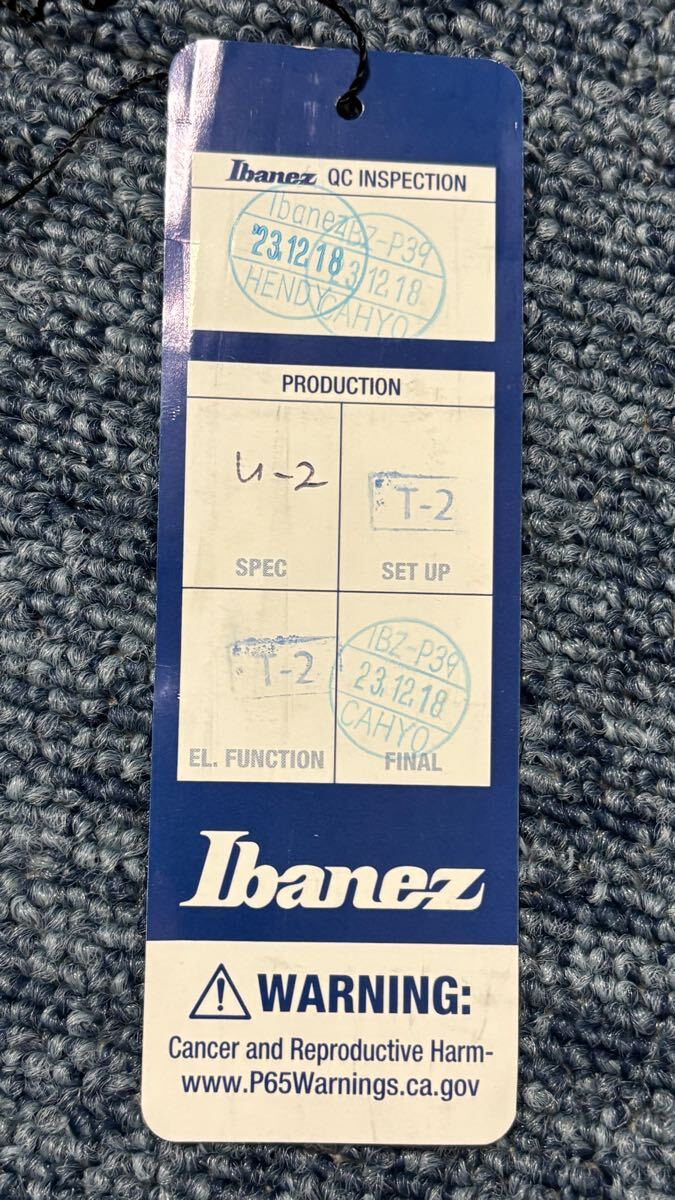 Ibanez QC INSPECTION
Ibanez IBZ-P39
'23.12.18 23.12.18
HENDY CAHYO
PRODUCTION
U-2 T-2
SPEC SET UP
T-2 IBZ-P39
23.12.18
CAHYO
EL. FUNCTION FINAL
Ibanez
⚠ WARNING:
Cancer and Reproductive Harm-
www.P65Warnings.ca.gov